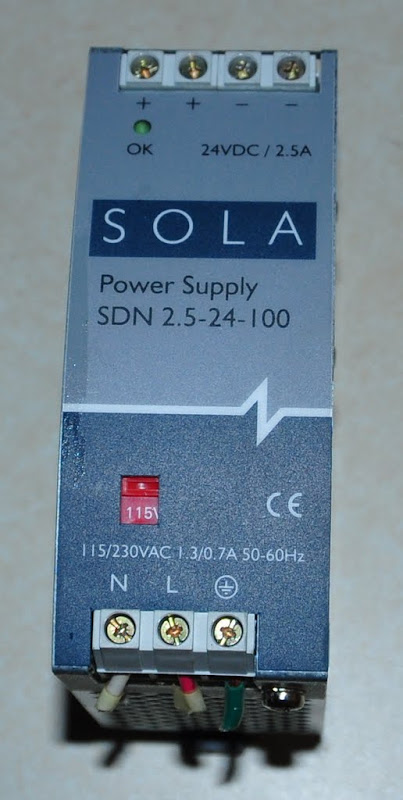 + + − −
OK 24VDC / 2.5A
SOLA
Power Supply
SDN 2.5-24-100
115V
CE
115/230VAC 1.3/0.7A 50-60Hz
N L